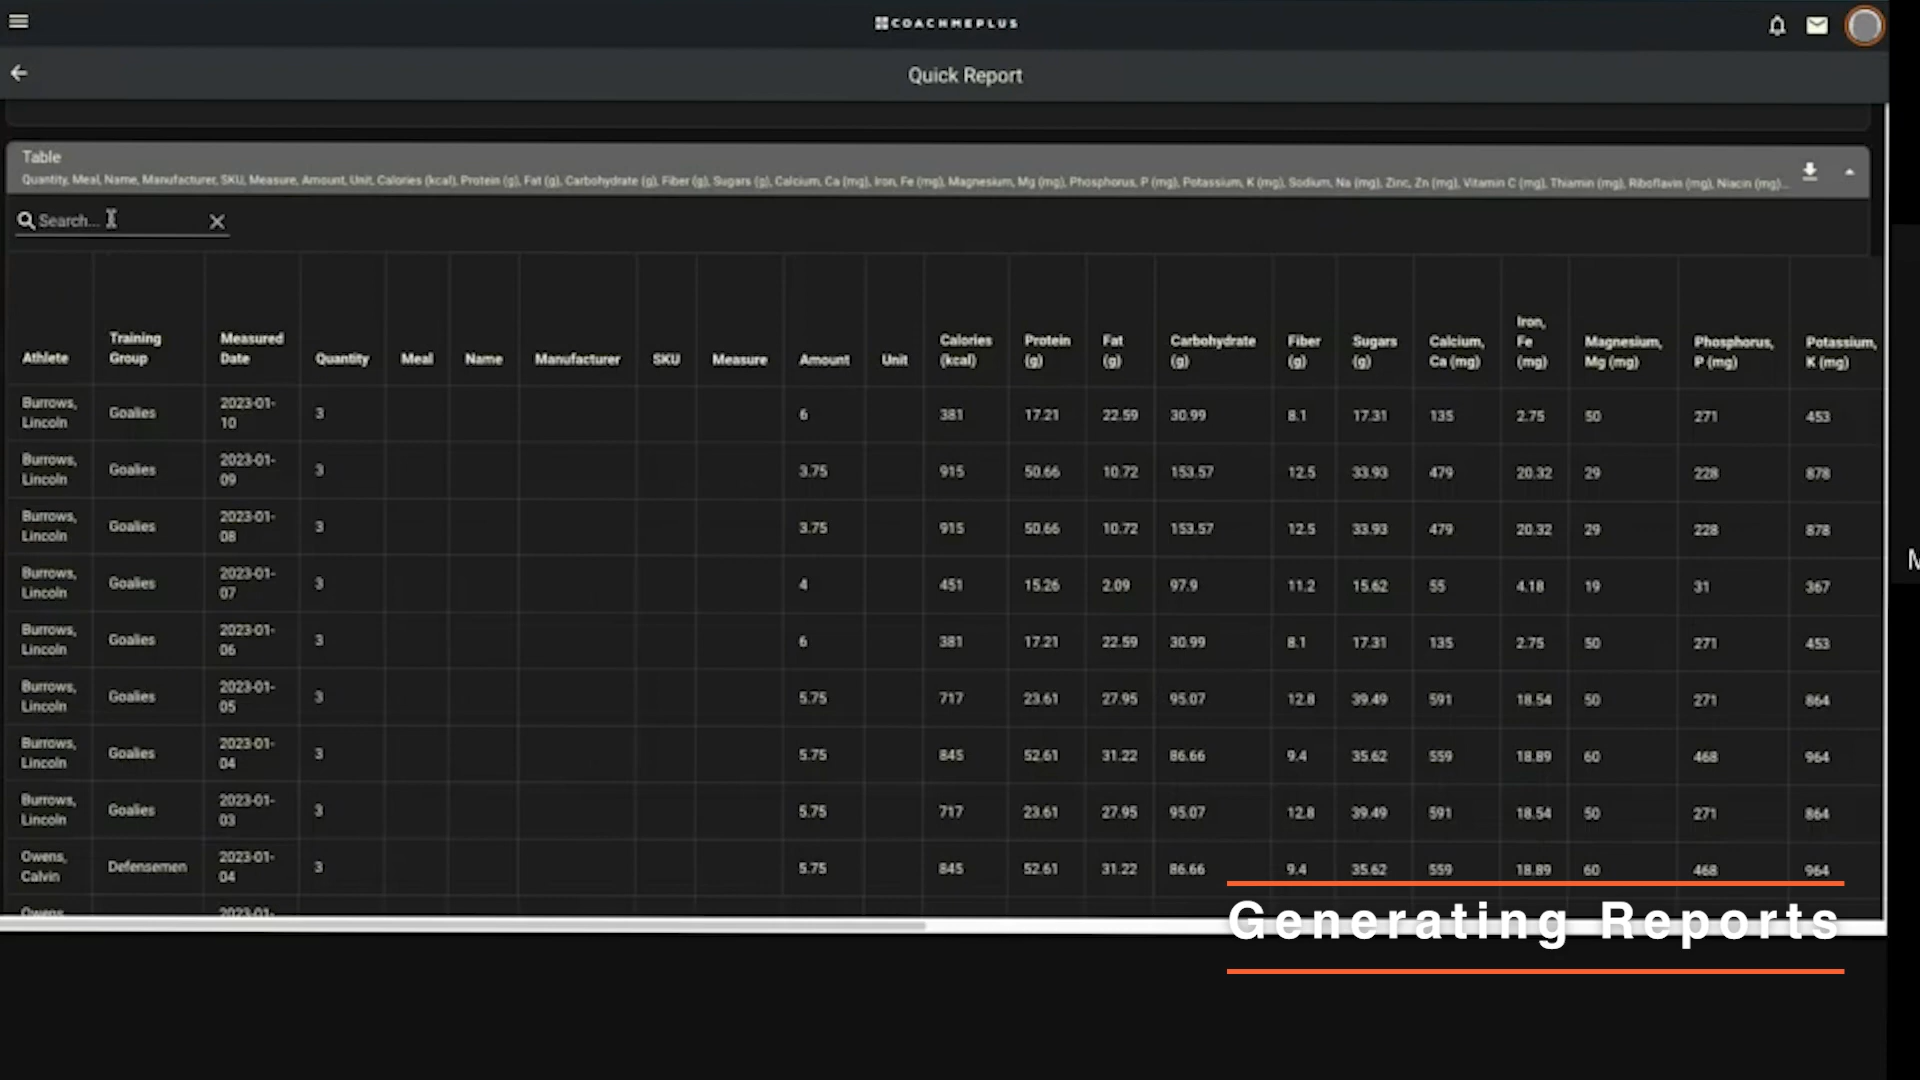 COACHMEPLUS
Quick Report
Table
Quantity, Meal, Name, Manufacturer, SKU, Measure, Amount, Unit, Calories (kcal), Protein (g), Fat (g), Carbohydrate (g), Fiber (g), Sugars (g), Calcium, Ca (mg), Iron, Fe (mg), Magnesium, Mg (mg), Phosphorus, P (mg), Potassium, K (mg), Sodium, Na (mg), Zinc, Zn (mg), Vitamin C (mg), Thiamin (mg), Riboflavin (mg), Niacin (mg)...
Search...
Athlete Training Group Measured Date Quantity Meal Name Manufacturer SKU Measure Amount Unit Calories (kcal) Protein (g) Fat (g) Carbohydrate (g) Fiber (g) Sugars (g) Calcium, Ca (mg) Iron, Fe (mg) Magnesium, Mg (mg) Phosphorus, P (mg) Potassium, K (mg)
Burrows, Lincoln Goalies 2023-01-10 3 6 381 17.21 22.59 30.99 8.1 17.31 135 2.75 50 271 453
Burrows, Lincoln Goalies 2023-01-09 3 3.75 915 50.66 10.72 153.57 12.5 33.93 479 20.32 29 228 878
Burrows, Lincoln Goalies 2023-01-08 3 3.75 915 50.66 10.72 153.57 12.5 33.93 479 20.32 29 228 878
Burrows, Lincoln Goalies 2023-01-07 3 4 451 15.26 2.09 97.9 11.2 15.62 55 4.18 19 31 367
Burrows, Lincoln Goalies 2023-01-06 3 6 381 17.21 22.59 30.99 8.1 17.31 135 2.75 50 271 453
Burrows, Lincoln Goalies 2023-01-05 3 5.75 717 23.61 27.95 95.07 12.8 39.49 591 18.54 50 271 864
Burrows, Lincoln Goalies 2023-01-04 3 5.75 845 52.61 31.22 86.66 9.4 35.62 559 18.89 60 468 964
Burrows, Lincoln Goalies 2023-01-03 3 5.75 717 23.61 27.95 95.07 12.8 39.49 591 18.54 50 271 864
Owens, Calvin Defensemen 2023-01-04 3 5.75 845 52.61 31.22 86.66 9.4 35.62 559 18.89 60 468 964
Owens, 2023-01-
Generating Reports